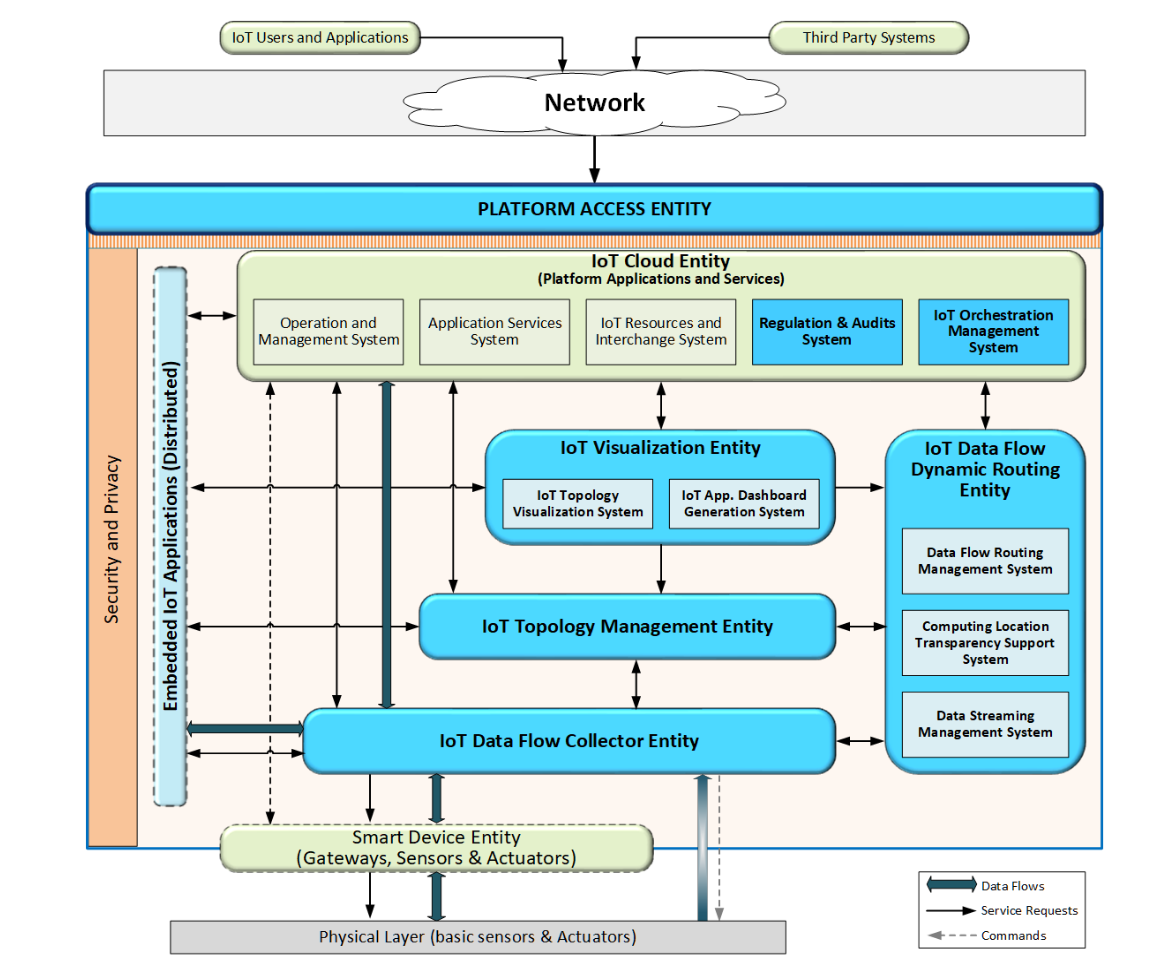 IoT Users and Applications
Third Party Systems
Network
PLATFORM ACCESS ENTITY
Security and Privacy
Embedded IoT Applications (Distributed)
IoT Cloud Entity
(Platform Applications and Services)
Operation and
Management System
Application Services
System
IoT Resources and
Interchange System
Regulation & Audits
System
IoT Orchestration
Management
System
IoT Visualization Entity
IoT Topology
Visualization System
IoT App. Dashboard
Generation System
IoT Data Flow
Dynamic Routing
Entity
Data Flow Routing
Management System
Computing Location
Transparency Support
System
Data Streaming
Management System
IoT Topology Management Entity
IoT Data Flow Collector Entity
Smart Device Entity
(Gateways, Sensors & Actuators)
Physical Layer (basic sensors & Actuators)
Data Flows
Service Requests
Commands